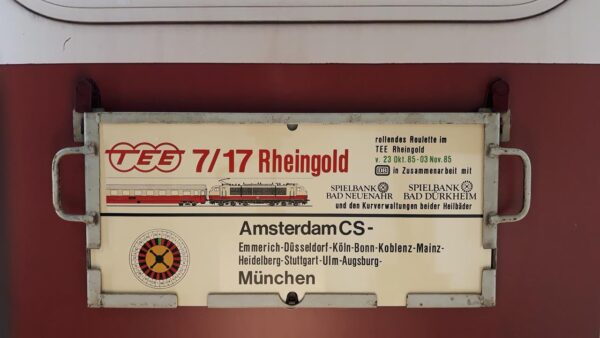 TEE 7/17 Rheingold
rollendes Roulette im
TEE Rheingold
v. 23 Okt. 85-03 Nov. 85
DB in Zusammenarbeit mit
SPIELBANK BAD NEUENAHR
SPIELBANK BAD DÜRKHEIM
und den Kurverwaltungen beider Heilbäder
Amsterdam CS-
Emmerich-Düsseldorf-Köln-Bonn-Koblenz-Mainz-
Heidelberg-Stuttgart-Ulm-Augsburg-
München